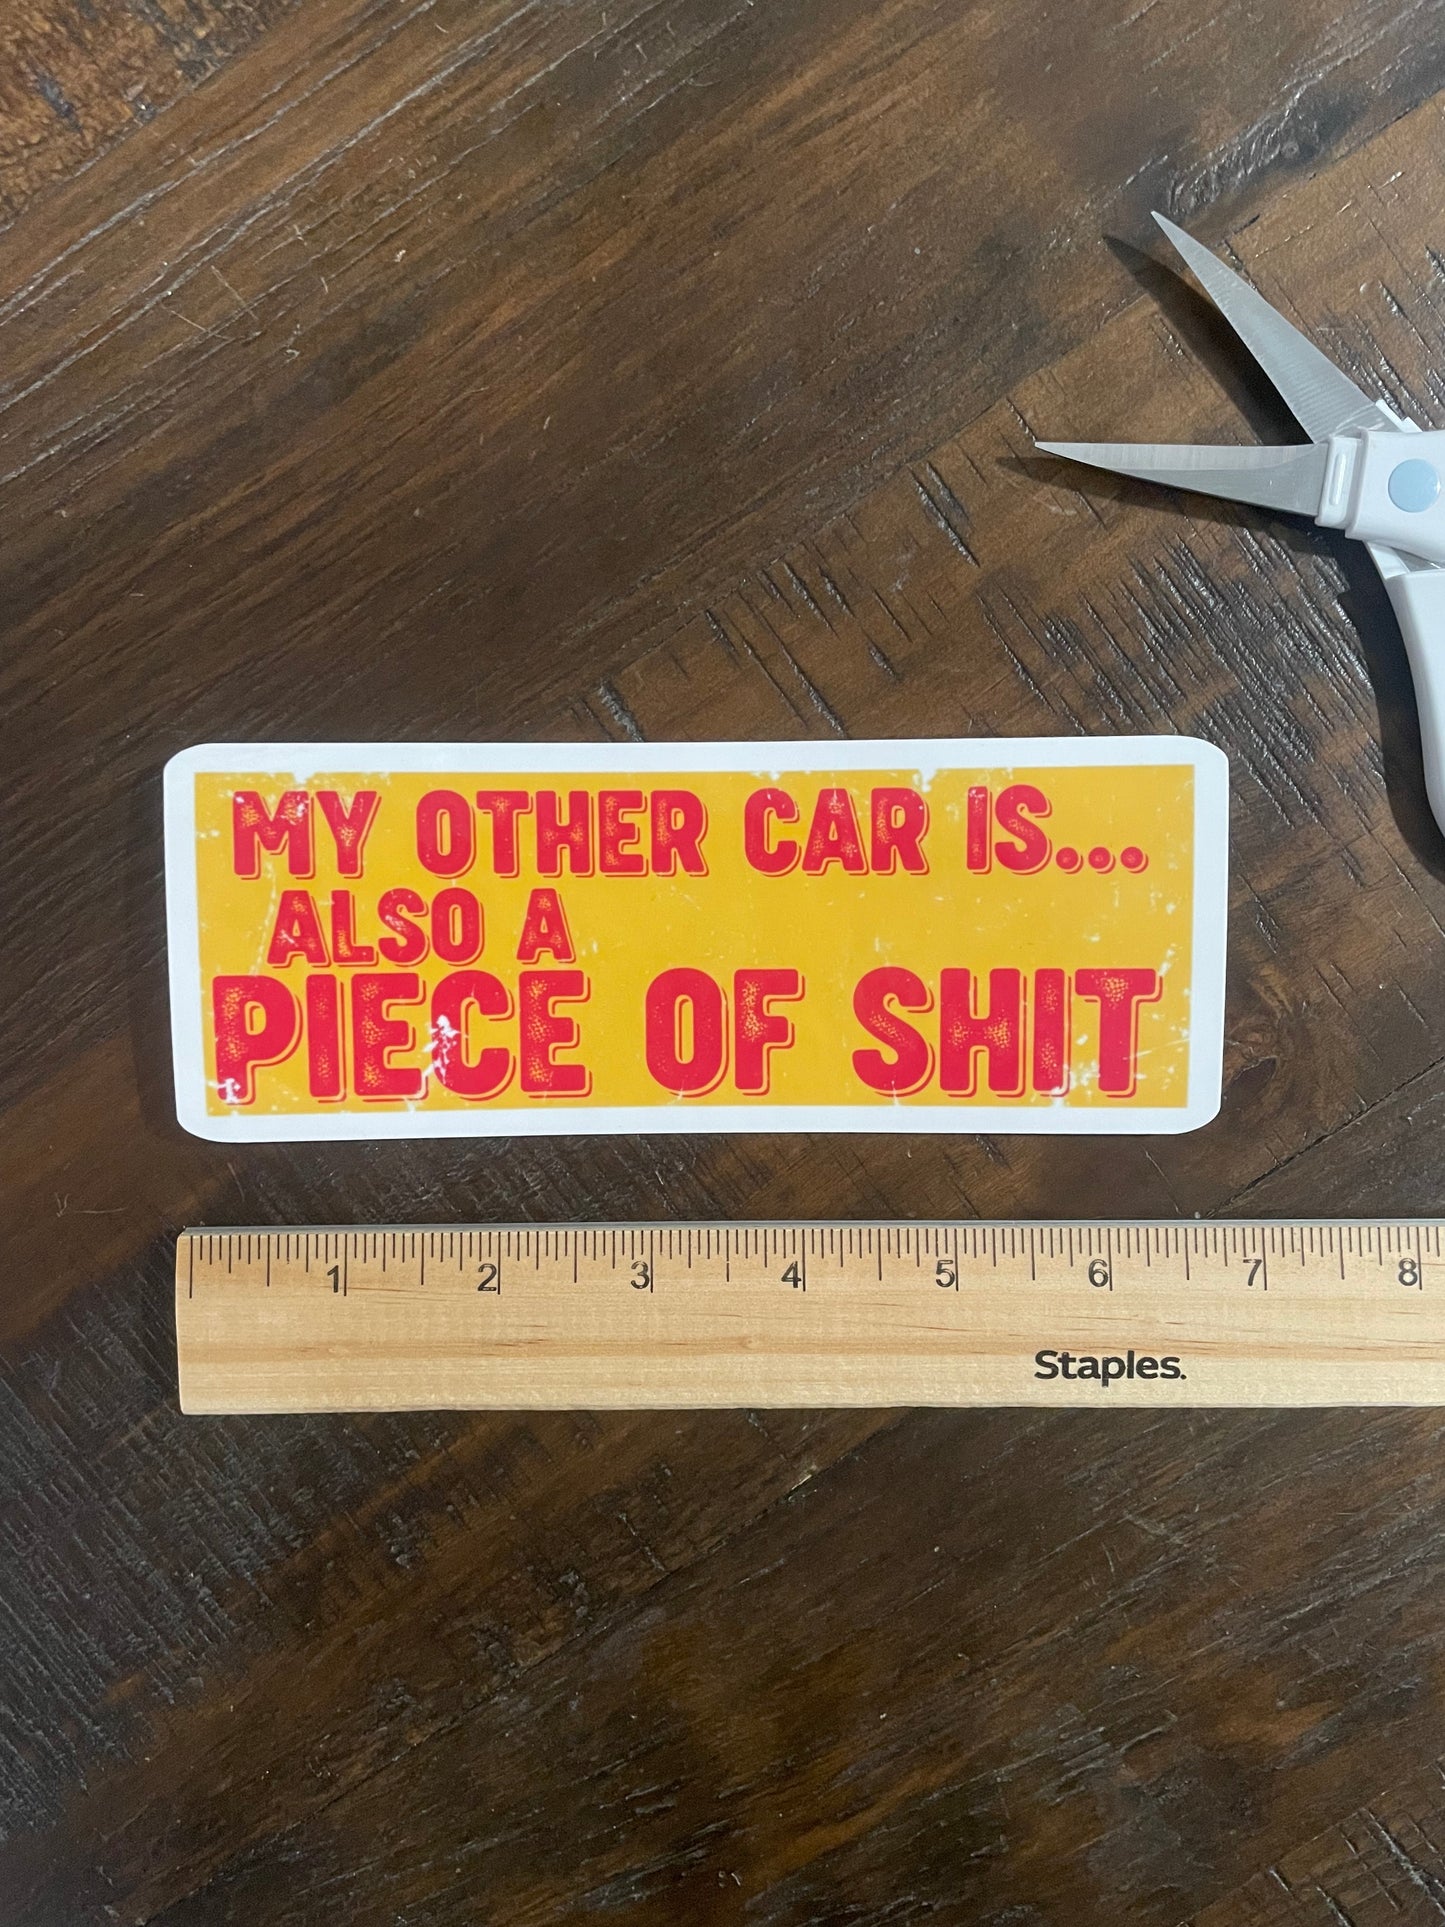 MY OTHER CAR IS...
ALSO A
PIECE OF SHIT
1 2 3 4 5 6 7 8
Staples.